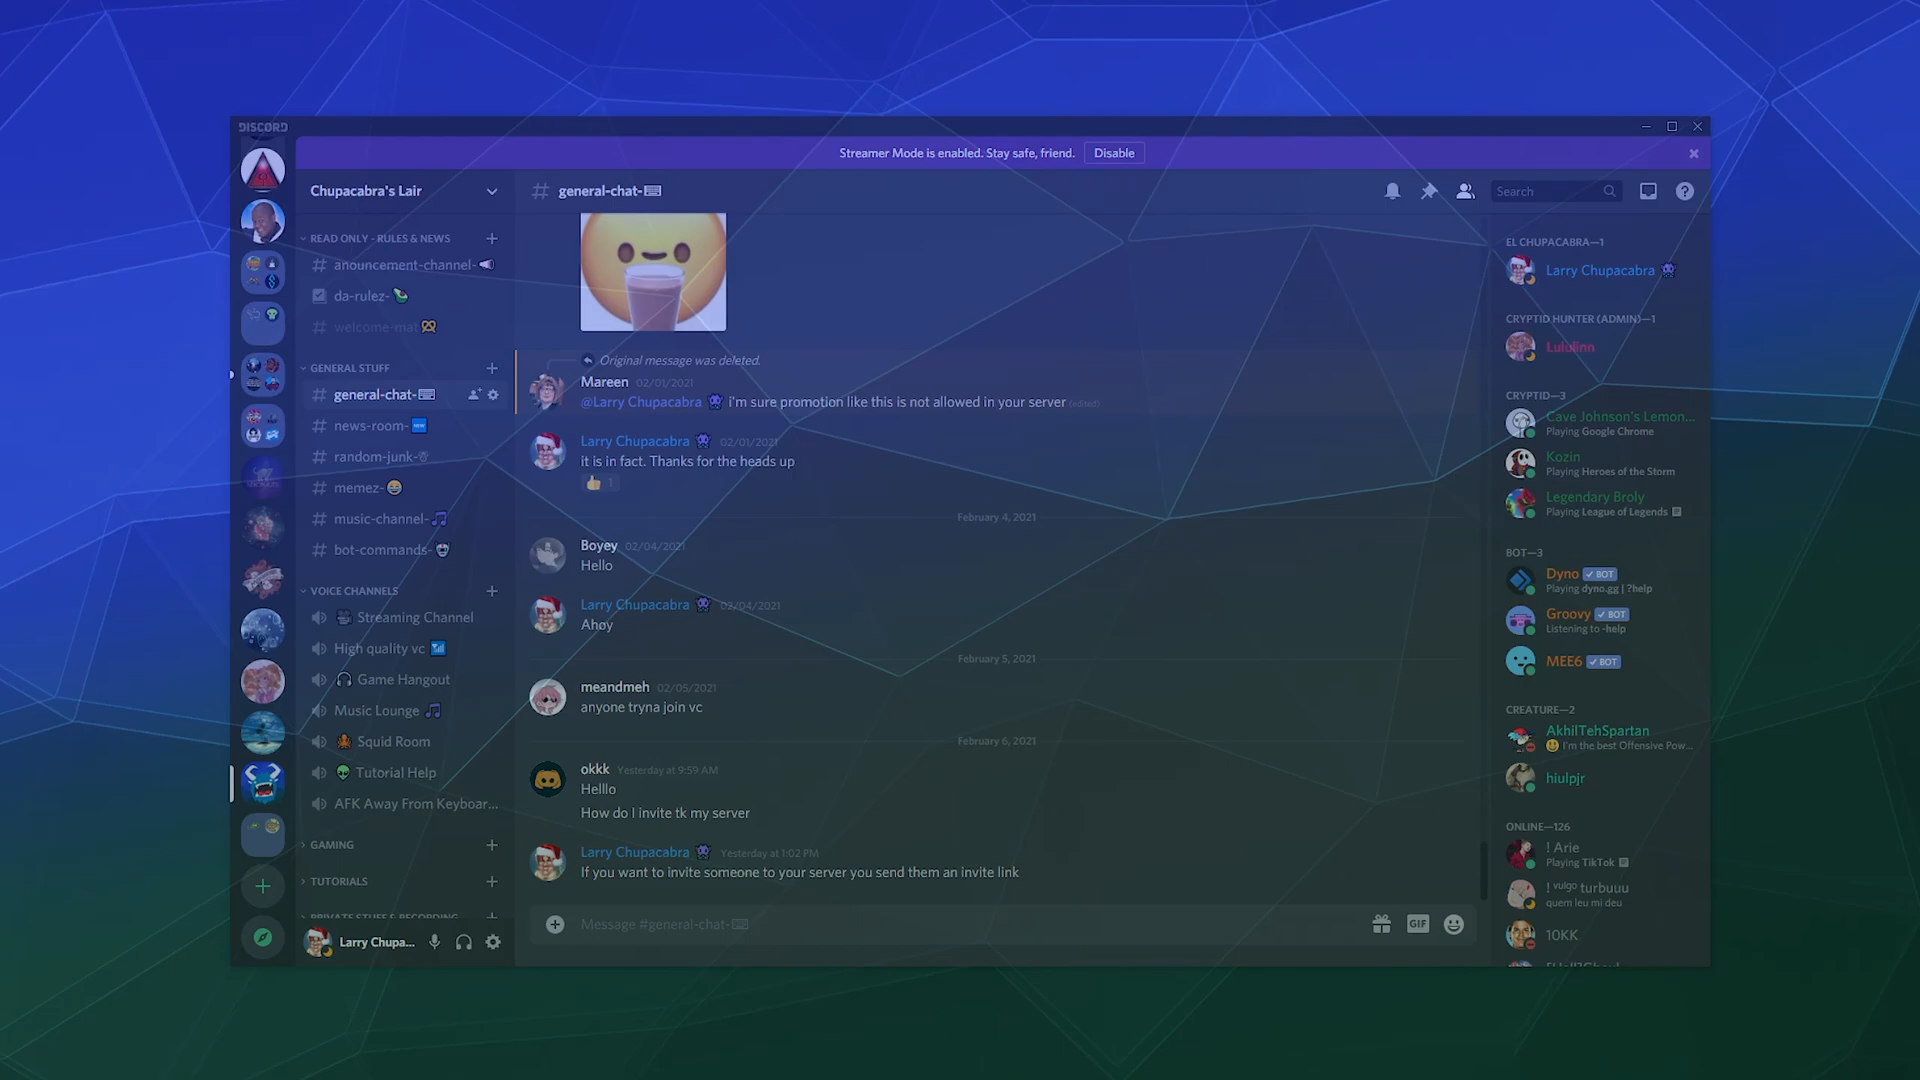 DISCORD
Streamer Mode is enabled. Stay safe, friend.
Disable
Chupacabra's Lair
READ ONLY - RULES & NEWS
anouncement-channel-
da-rulez-
welcome-mat
GENERAL STUFF
general-chat-
news-room-
random-junk-
memez-
music-channel-
bot-commands-
VOICE CHANNELS
Streaming Channel
High quality vc
Game Hangout
Music Lounge
Squid Room
Tutorial Help
AFK Away From Keyboar...
GAMING
TUTORIALS
PRIVATE STUFF & RECORDING
Larry Chupa...
general-chat-
Search
Original message was deleted.
Mareen 02/01/2021
@Larry Chupacabra i'm sure promotion like this is not allowed in your server (edited)
Larry Chupacabra 02/01/2021
it is in fact. Thanks for the heads up
1
February 4, 2021
Boyey 02/04/2021
Hello
Larry Chupacabra 02/04/2021
Ahoy
February 5, 2021
meandmeh 02/05/2021
anyone tryna join vc
February 6, 2021
okkk Yesterday at 9:59 AM
Helllo
How do I invite tk my server
Larry Chupacabra Yesterday at 1:02 PM
If you want to invite someone to your server you send them an invite link
Message #general-chat-
GIF
EL CHUPACABRA—1
Larry Chupacabra
CRYPTID HUNTER (ADMIN)—1
Lululinn
CRYPTID—3
Cave Johnson's Lemon...
Playing Google Chrome
Kozin
Playing Heroes of the Storm
Legendary Broly
Playing League of Legends
BOT—3
Dyno BOT
Playing dyno.gg | ?help
Groovy BOT
Listening to -help
MEE6 BOT
CREATURE—2
AkhilTehSpartan
I'm the best Offensive Pow...
hiulpjr
ONLINE—126
! Arie
Playing TikTok
! ᵛᵘˡᵍᵒ turbuuu
quem leu mi deu
10KK